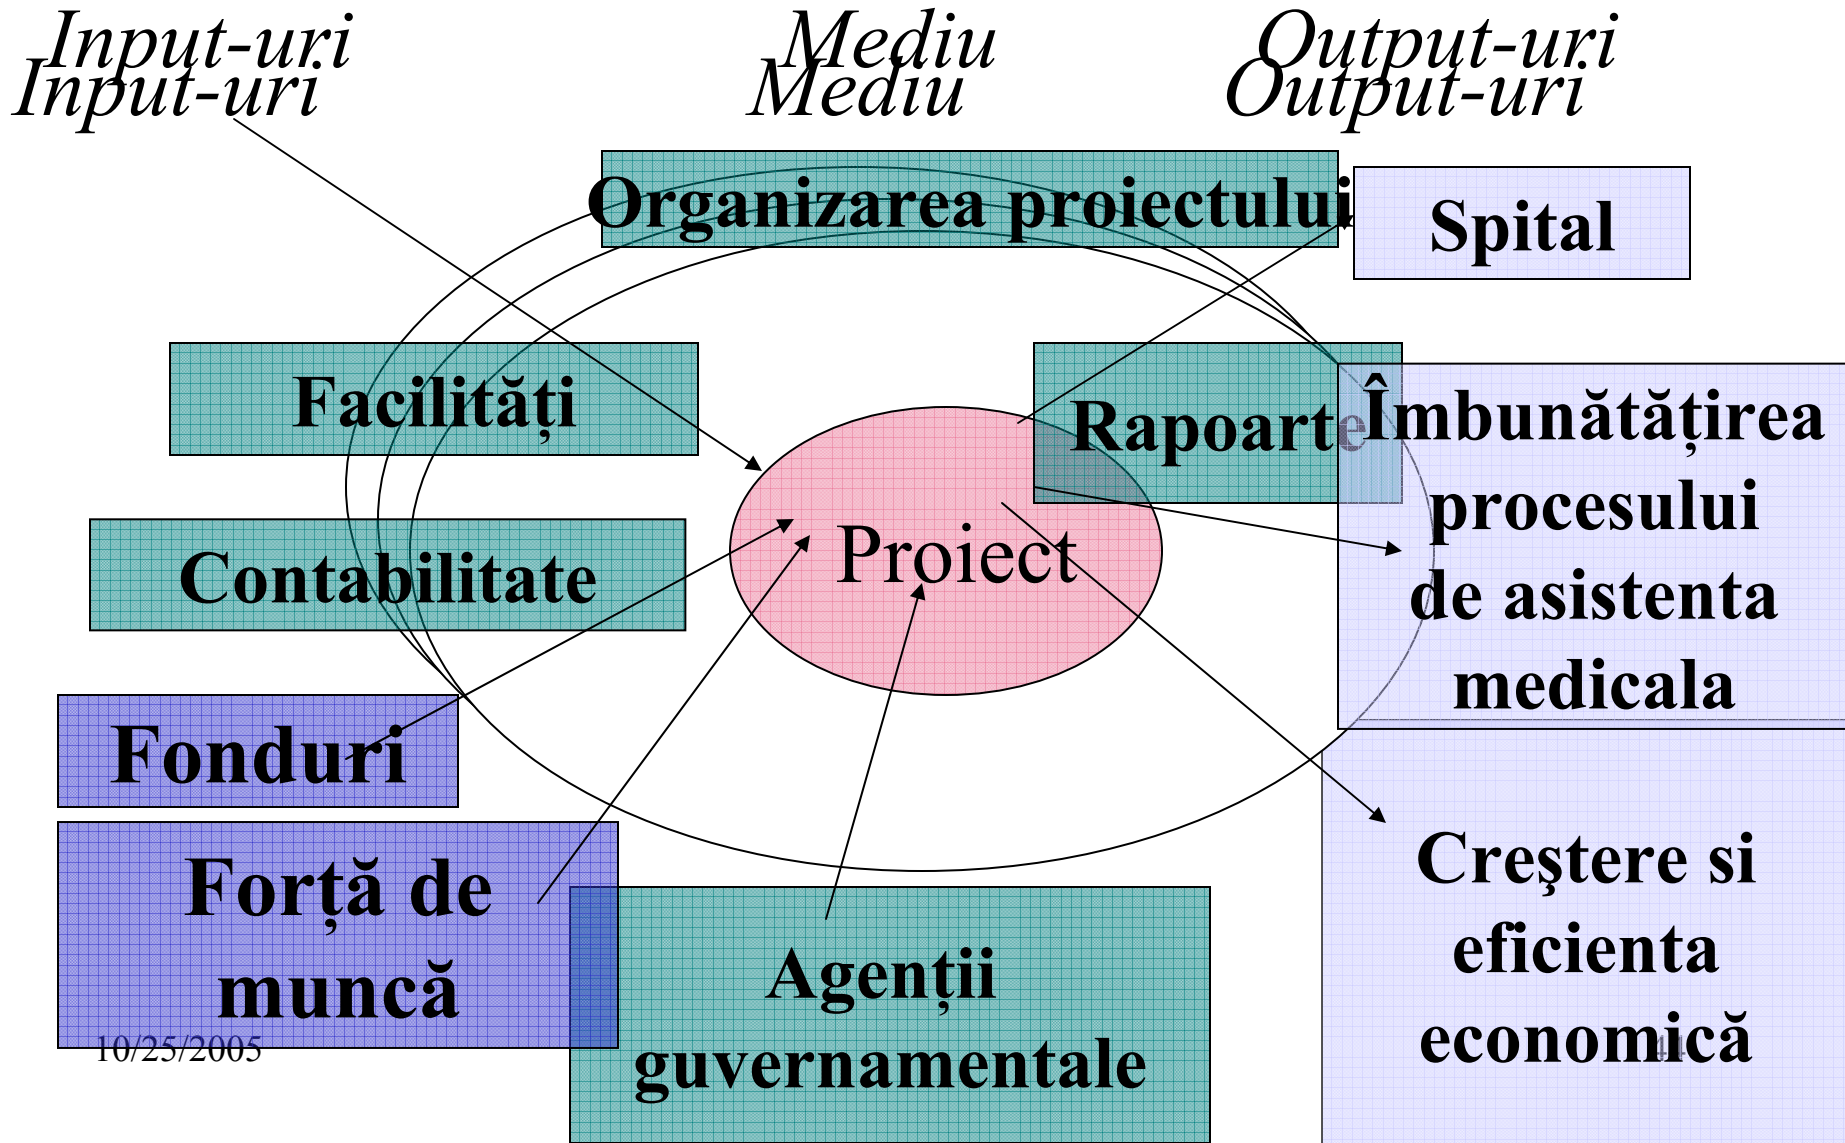 Input-uri Mediu Output-uri
Input-uri Mediu Output-uri
Organizarea proiectului
Spital
Facilități
Rapoarte
Îmbunătățirea
procesului
de asistenta
medicala
Proiect
Contabilitate
Fonduri
Forță de
muncă
Agenții
guvernamentale
Creştere si
eficienta
economică
10/25/2005
44